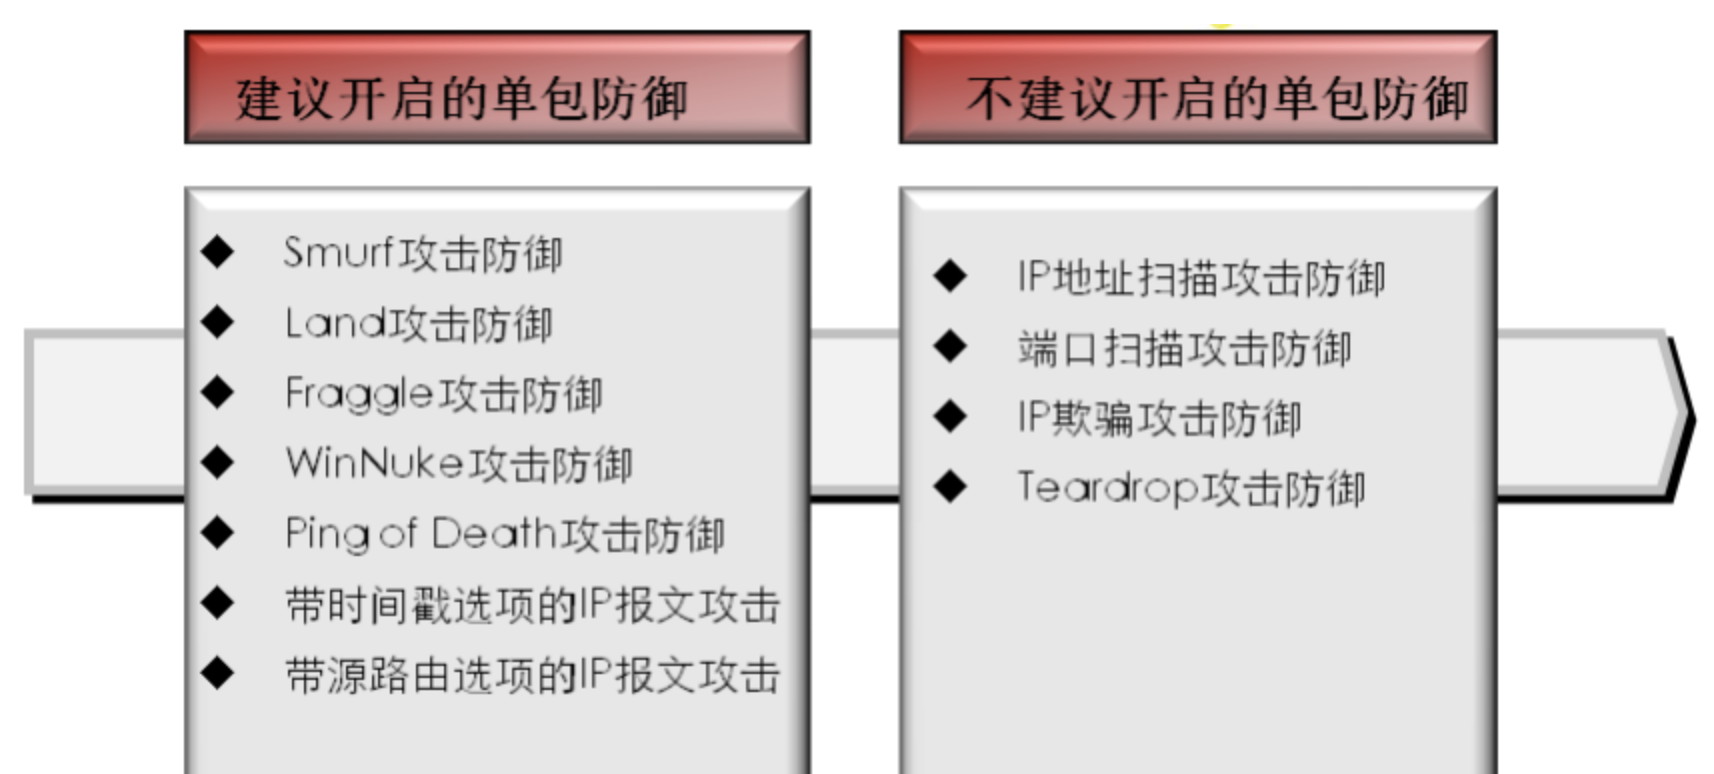 建议开启的单包防御
Smurf攻击防御
Land攻击防御
Fraggle攻击防御
WinNuke攻击防御
Ping of Death攻击防御
带时间戳选项的IP报文攻击
带源路由选项的IP报文攻击
不建议开启的单包防御
IP地址扫描攻击防御
端口扫描攻击防御
IP欺骗攻击防御
Teardrop攻击防御